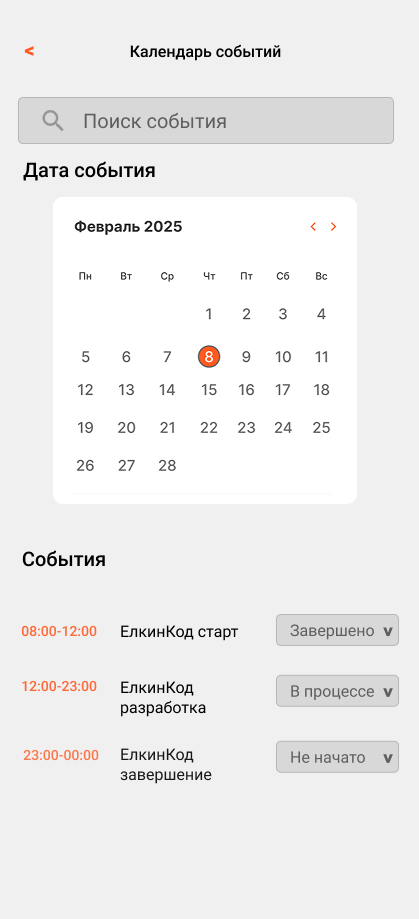 < Календарь событий
Поиск события
Дата события
Февраль 2025 < >
Пн Вт Ср Чт Пт Сб Вс
1 2 3 4
5 6 7 8 9 10 11
12 13 14 15 16 17 18
19 20 21 22 23 24 25
26 27 28
События
08:00-12:00 ЕлкинКод старт Завершено v
12:00-23:00 ЕлкинКод В процессе v
разработка
23:00-00:00 ЕлкинКод Не начато v
завершение